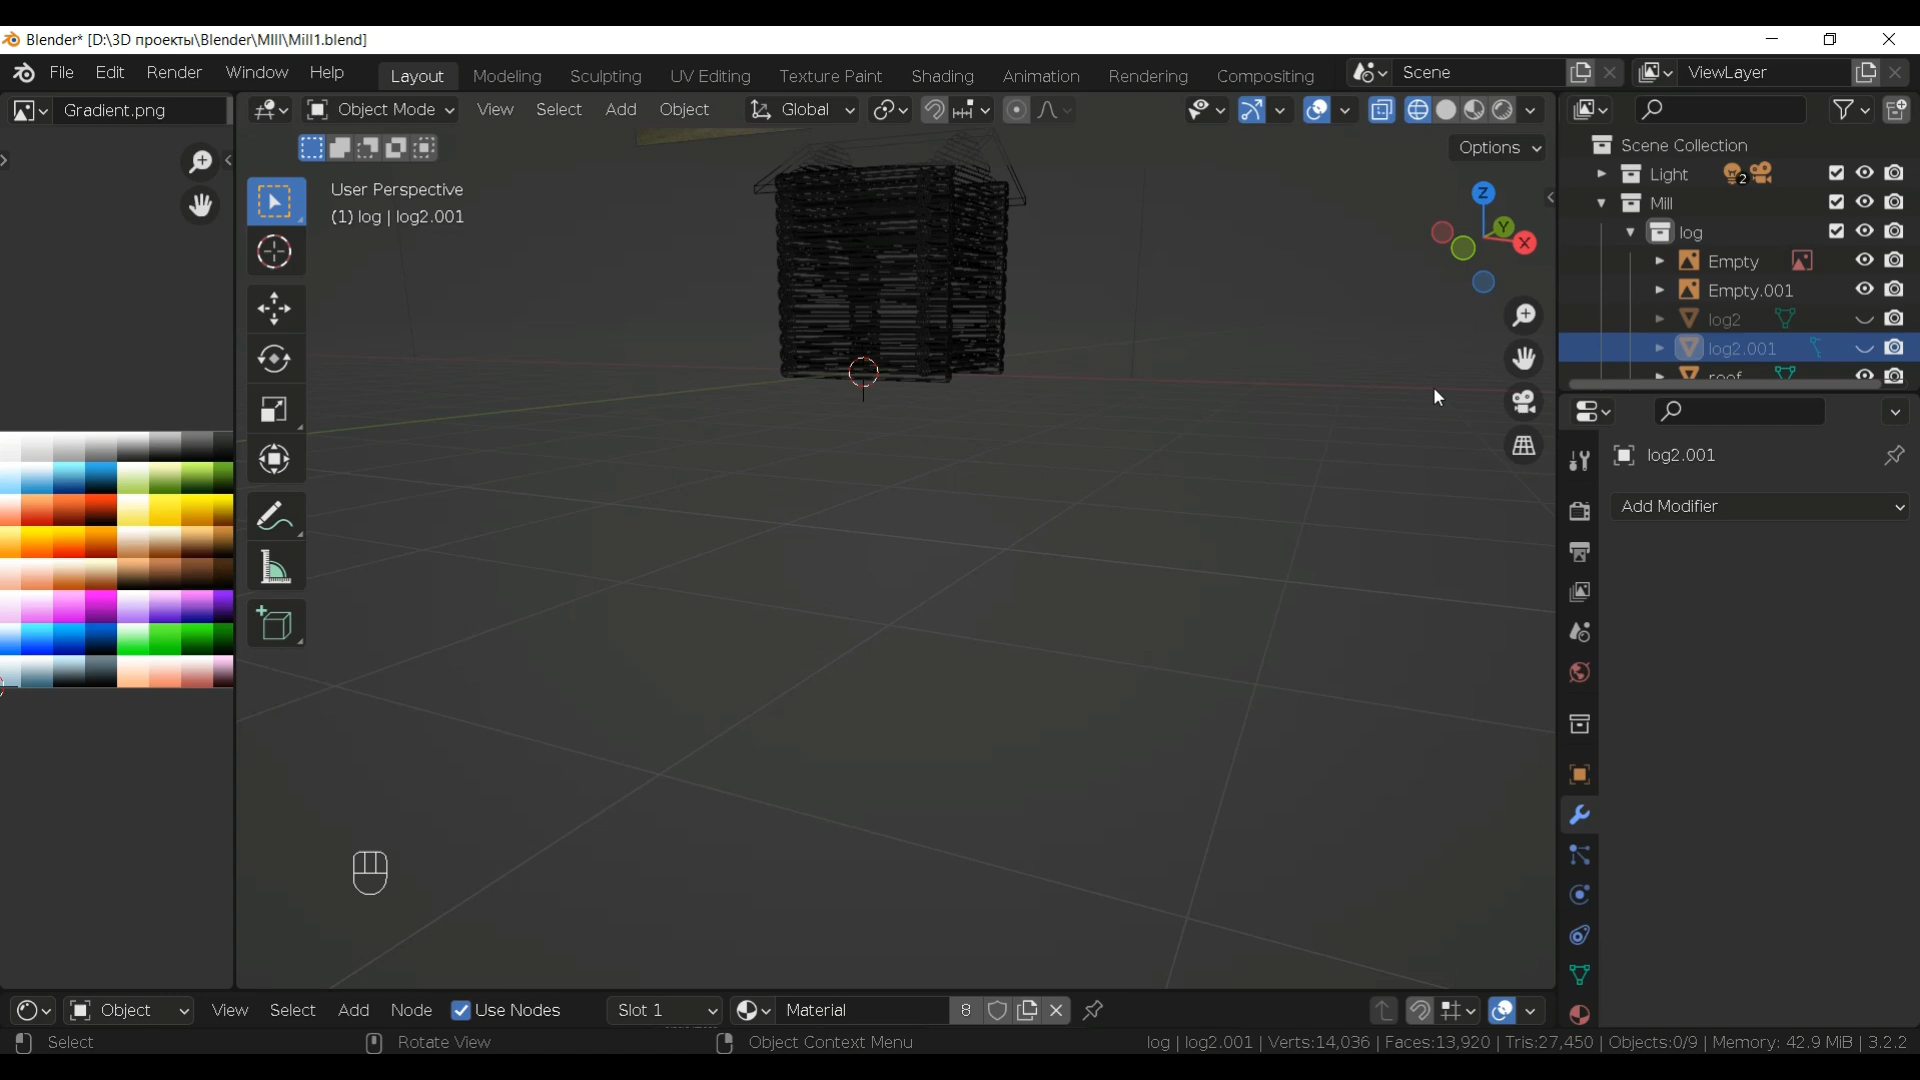 Blender* [D:\3D проекты\Blender\MIll\Mill1.blend]
File Edit Render Window Help Layout Modeling Sculpting UV Editing Texture Paint Shading Animation Rendering Compositing Scene ViewLayer
Gradient.png Object Mode View Select Add Object Global
Options
User Perspective
(1) log | log2.001
Z
Y
X
Scene Collection
Light 2
Mill
log
Empty
Empty.001
log2
log2.001
roof
log2.001
Add Modifier
Object View Select Add Node Use Nodes Slot 1 Material 8
Select Rotate View Object Context Menu log | log2.001 | Verts:14,036 | Faces:13,920 | Tris:27,450 | Objects:0/9 | Memory: 42.9 MiB | 3.2.2